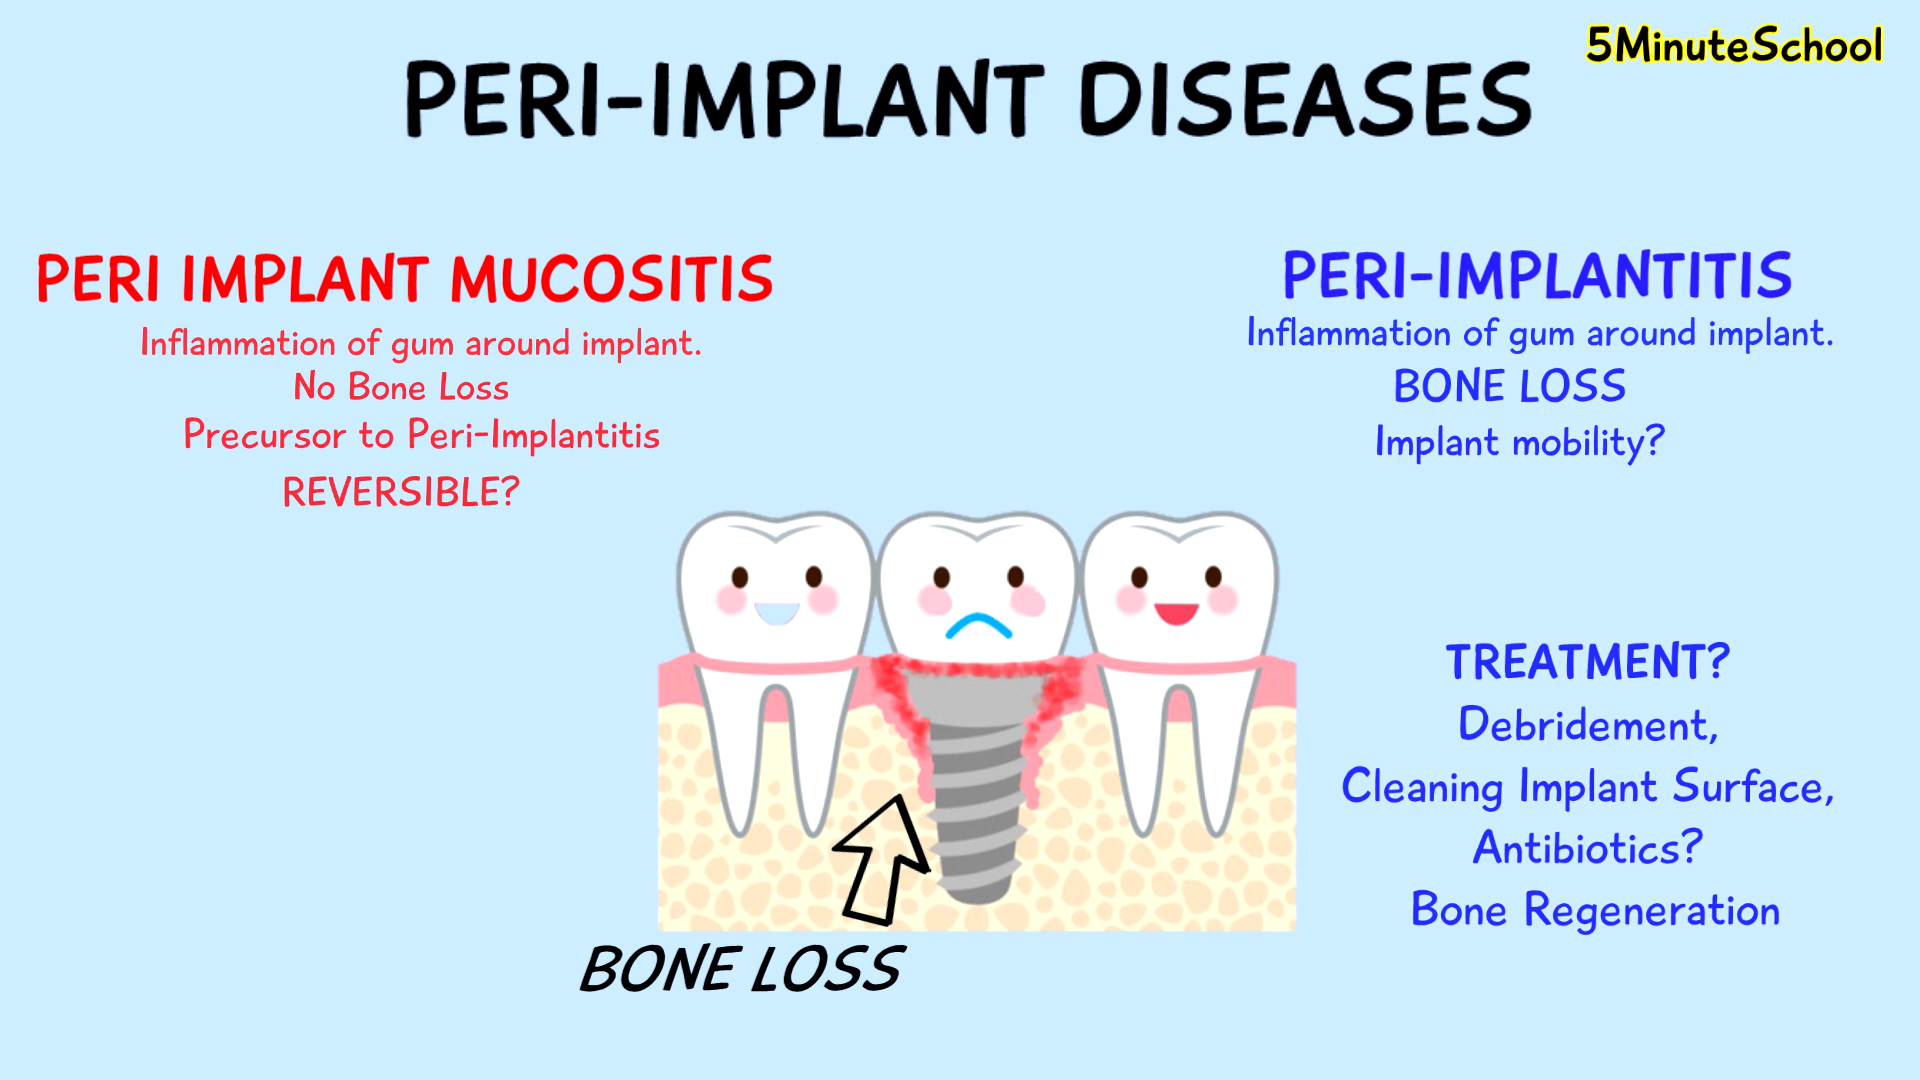 5MinuteSchool
PERI-IMPLANT DISEASES
PERI IMPLANT MUCOSITIS
Inflammation of gum around implant.
No Bone Loss
Precursor to Peri-Implantitis
REVERSIBLE?
PERI-IMPLANTITIS
Inflammation of gum around implant.
BONE LOSS
Implant mobility?
TREATMENT?
Debridement,
Cleaning Implant Surface,
Antibiotics?
Bone Regeneration
BONE LOSS